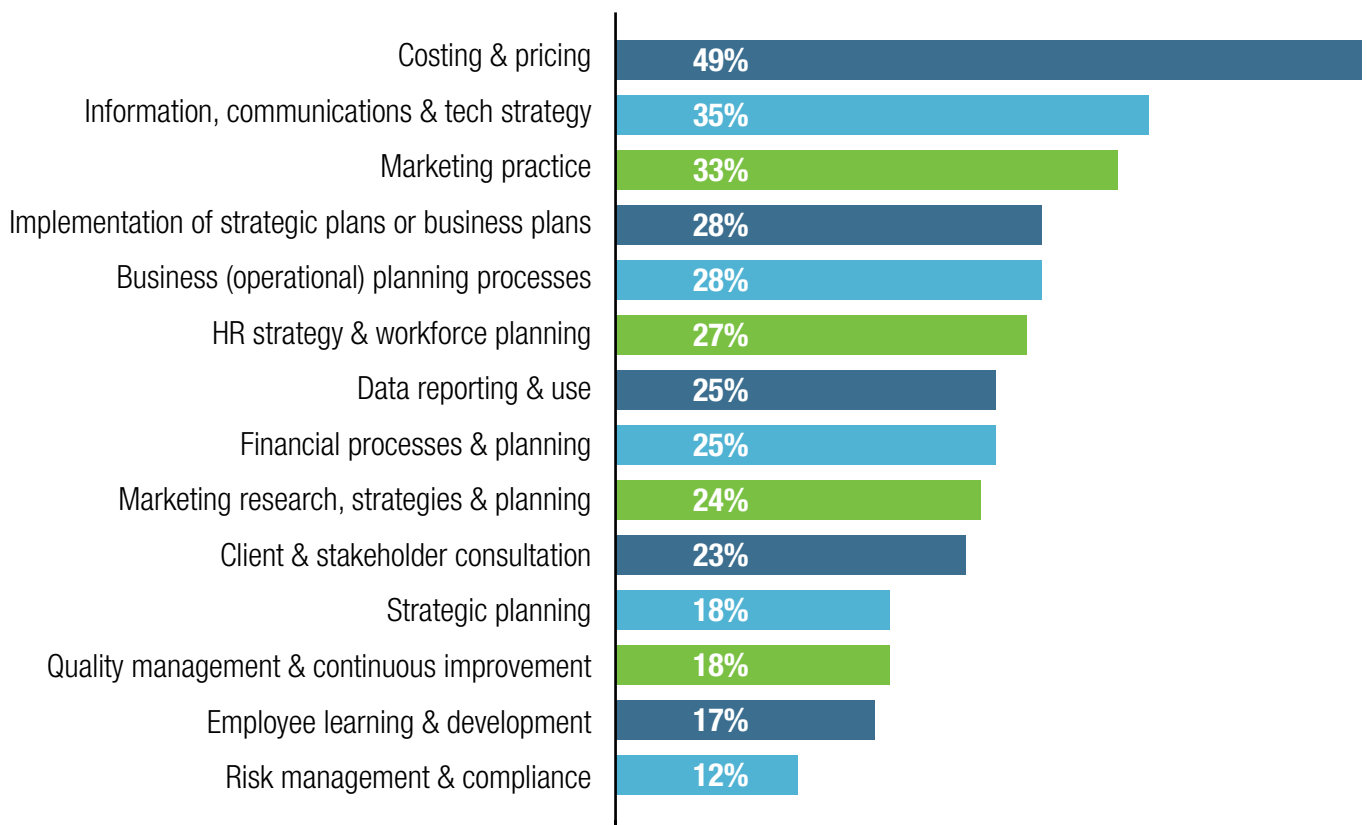 Costing & pricing 49%
Information, communications & tech strategy 35%
Marketing practice 33%
Implementation of strategic plans or business plans 28%
Business (operational) planning processes 28%
HR strategy & workforce planning 27%
Data reporting & use 25%
Financial processes & planning 25%
Marketing research, strategies & planning 24%
Client & stakeholder consultation 23%
Strategic planning 18%
Quality management & continuous improvement 18%
Employee learning & development 17%
Risk management & compliance 12%